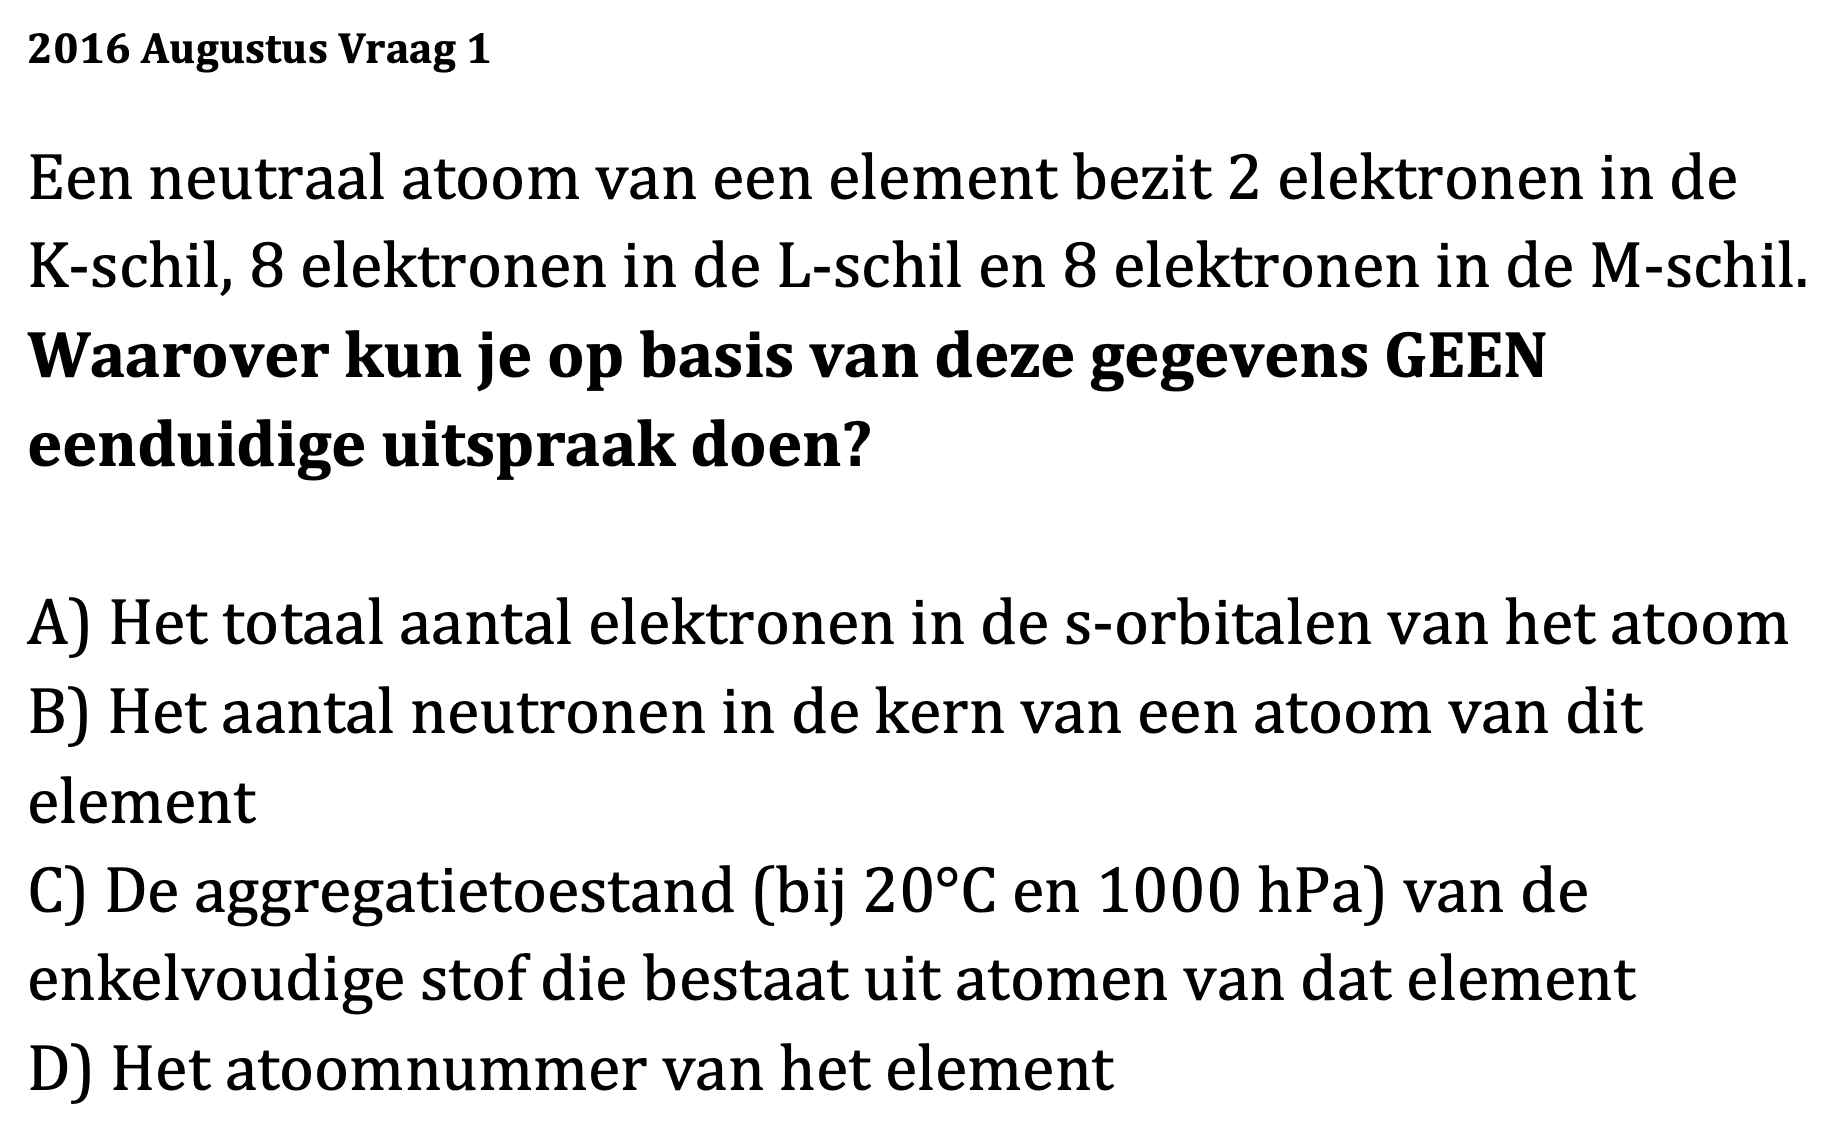 2016 Augustus Vraag 1
Een neutraal atoom van een element bezit 2 elektronen in de
K-schil, 8 elektronen in de L-schil en 8 elektronen in de M-schil.
Waarover kun je op basis van deze gegevens GEEN
eenduidige uitspraak doen?
A) Het totaal aantal elektronen in de s-orbitalen van het atoom
B) Het aantal neutronen in de kern van een atoom van dit
element
C) De aggregatietoestand (bij 20°C en 1000 hPa) van de
enkelvoudige stof die bestaat uit atomen van dat element
D) Het atoomnummer van het element